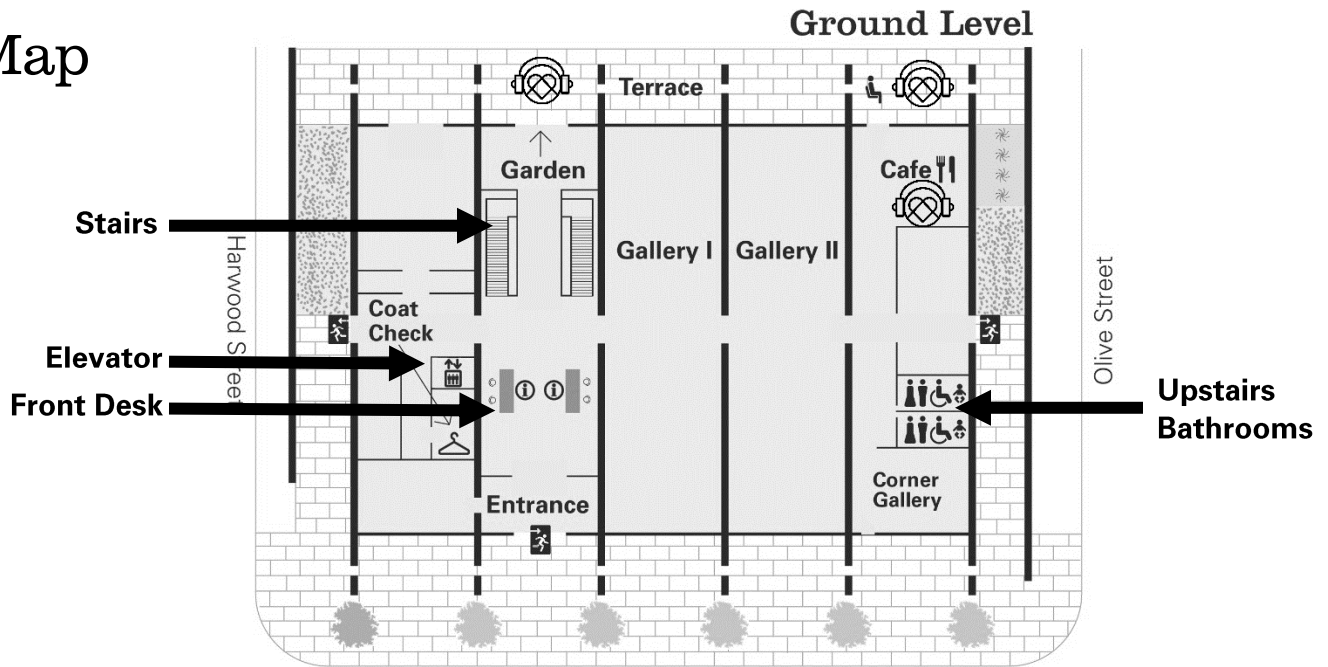 Map
Ground Level
Terrace
Garden
Cafe
Stairs
Harwood Street
Gallery I
Gallery II
Olive Street
Coat
Check
Elevator
Front Desk
Upstairs
Bathrooms
Corner
Gallery
Entrance